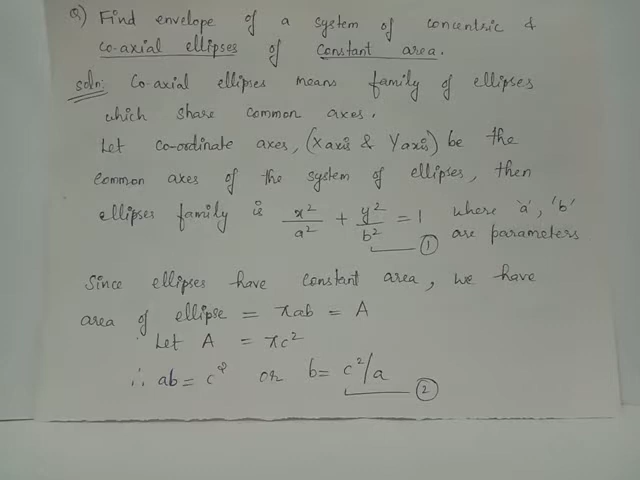 Q) Find envelope of a system of concentric &
co-axial ellipses of constant area.
soln: Co-axial ellipses means family of ellipses
which share common axes.
Let co-ordinate axes, (X axis & Y axis) be the
common axes of the system of ellipses, then
ellipses family is x²/a² + y²/b² = 1 where 'a', 'b' are parameters — ①
Since ellipses have constant area, we have
area of ellipse = πab = A
Let A = πc²
∴ ab = c² or b = c²/a — ②